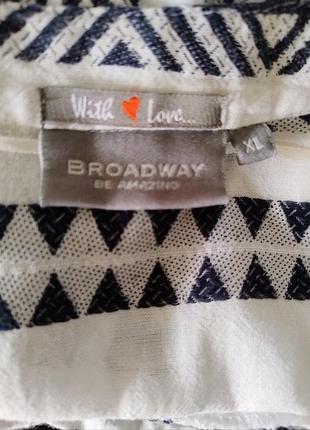 With Love...
BROADWAY
BE AMAZING
XL